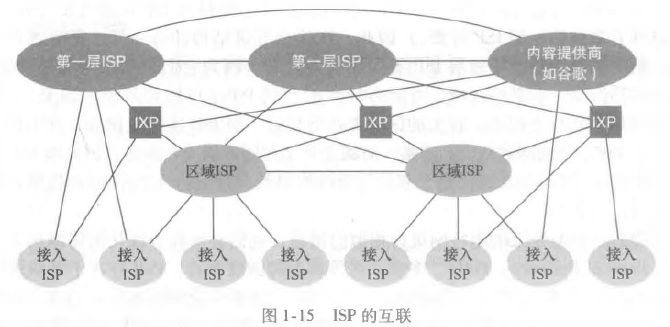 第一层ISP
第一层ISP
内容提供商
(如谷歌)
IXP
IXP
IXP
区域ISP
区域ISP
接入
ISP
接入
ISP
接入
ISP
接入
ISP
接入
ISP
接入
ISP
接入
ISP
接入
ISP
图 1-15 ISP 的互联